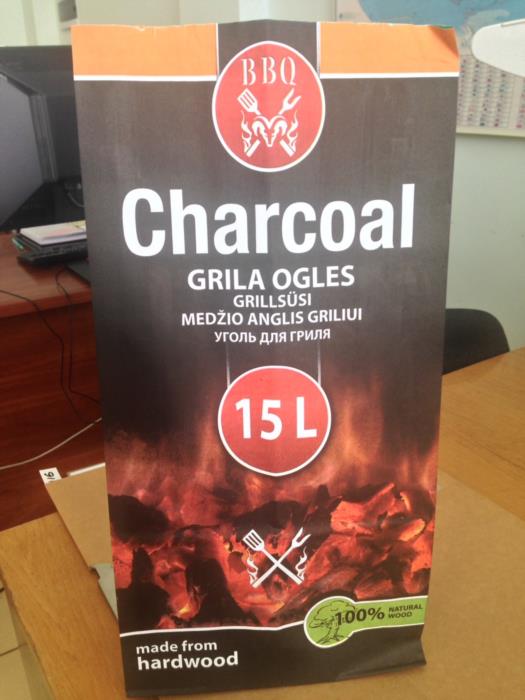 BBQ
Charcoal
GRILA OGLES
GRILLSÜSI
MEDŽIO ANGLIS GRILIUI
УГОЛЬ ДЛЯ ГРИЛЯ
15 L
100% NATURAL
WOOD
made from
hardwood